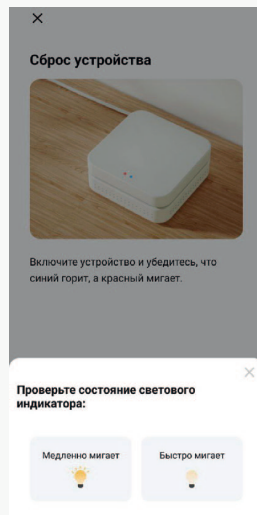 Сброс устройства
Включите устройство и убедитесь, что
синий горит, а красный мигает.
Проверьте состояние светового
индикатора:
Медленно мигает
Быстро мигает